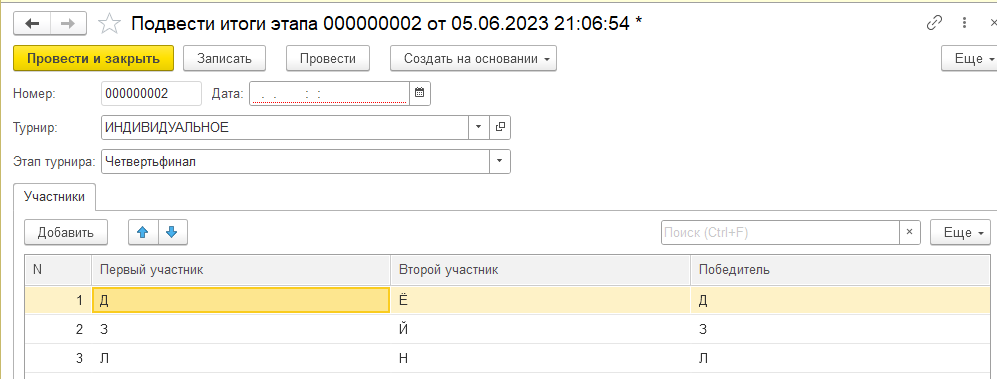 Подвести итоги этапа 000000002 от 05.06.2023 21:06:54 *
Провести и закрыть Записать Провести Создать на основании Еще
Номер: 000000002 Дата: . . : :
Турнир: ИНДИВИДУАЛЬНОЕ
Этап турнира: Четвертьфинал
Участники
Добавить Поиск (Ctrl+F) × Еще
N Первый участник Второй участник Победитель
1 Д Ё Д
2 З Й З
3 Л Н Л